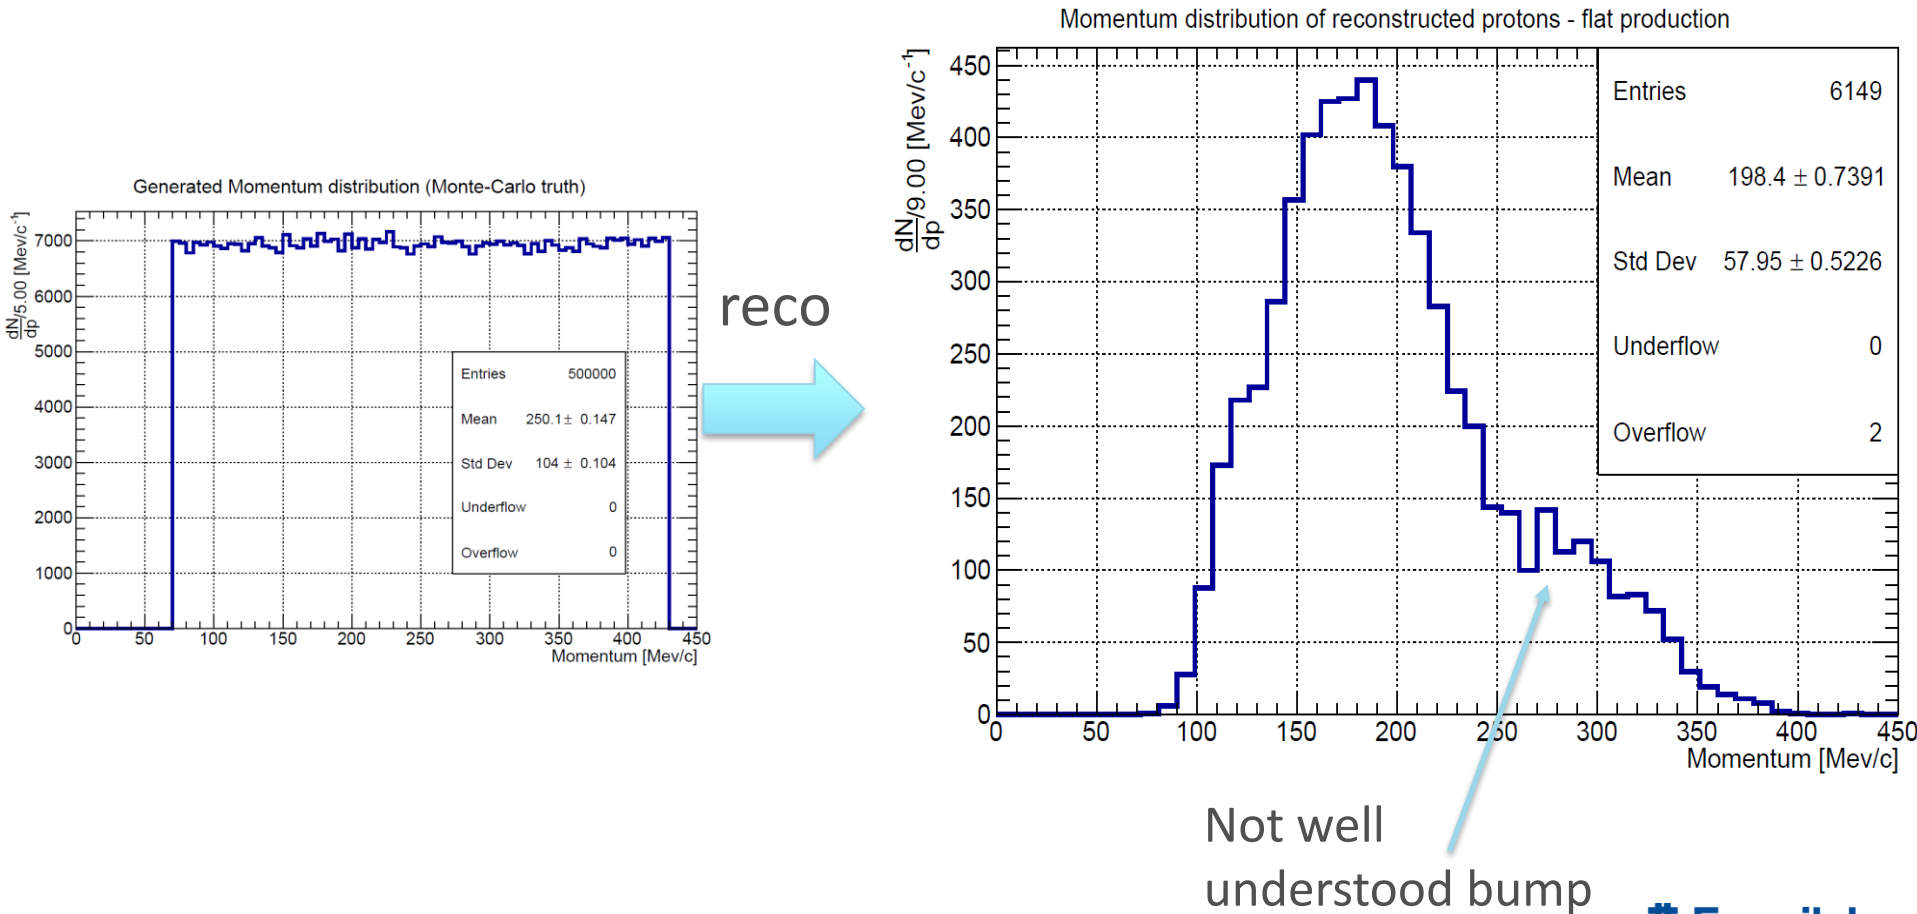 Generated Momentum distribution (Monte-Carlo truth)
dN/dp/5.00 [Mev/c⁻¹]
7000
6000
5000
4000
3000
2000
1000
0
Entries 500000
Mean 250.1 ± 0.147
Std Dev 104 ± 0.104
Underflow 0
Overflow 0
0 50 100 150 200 250 300 350 400 450
Momentum [Mev/c]
reco
Momentum distribution of reconstructed protons - flat production
dN/dp/9.00 [Mev/c⁻¹]
450
400
350
300
250
200
150
100
50
0
Entries 6149
Mean 198.4 ± 0.7391
Std Dev 57.95 ± 0.5226
Underflow 0
Overflow 2
0 50 100 150 200 250 300 350 400 450
Momentum [Mev/c]
Not well
understood bump